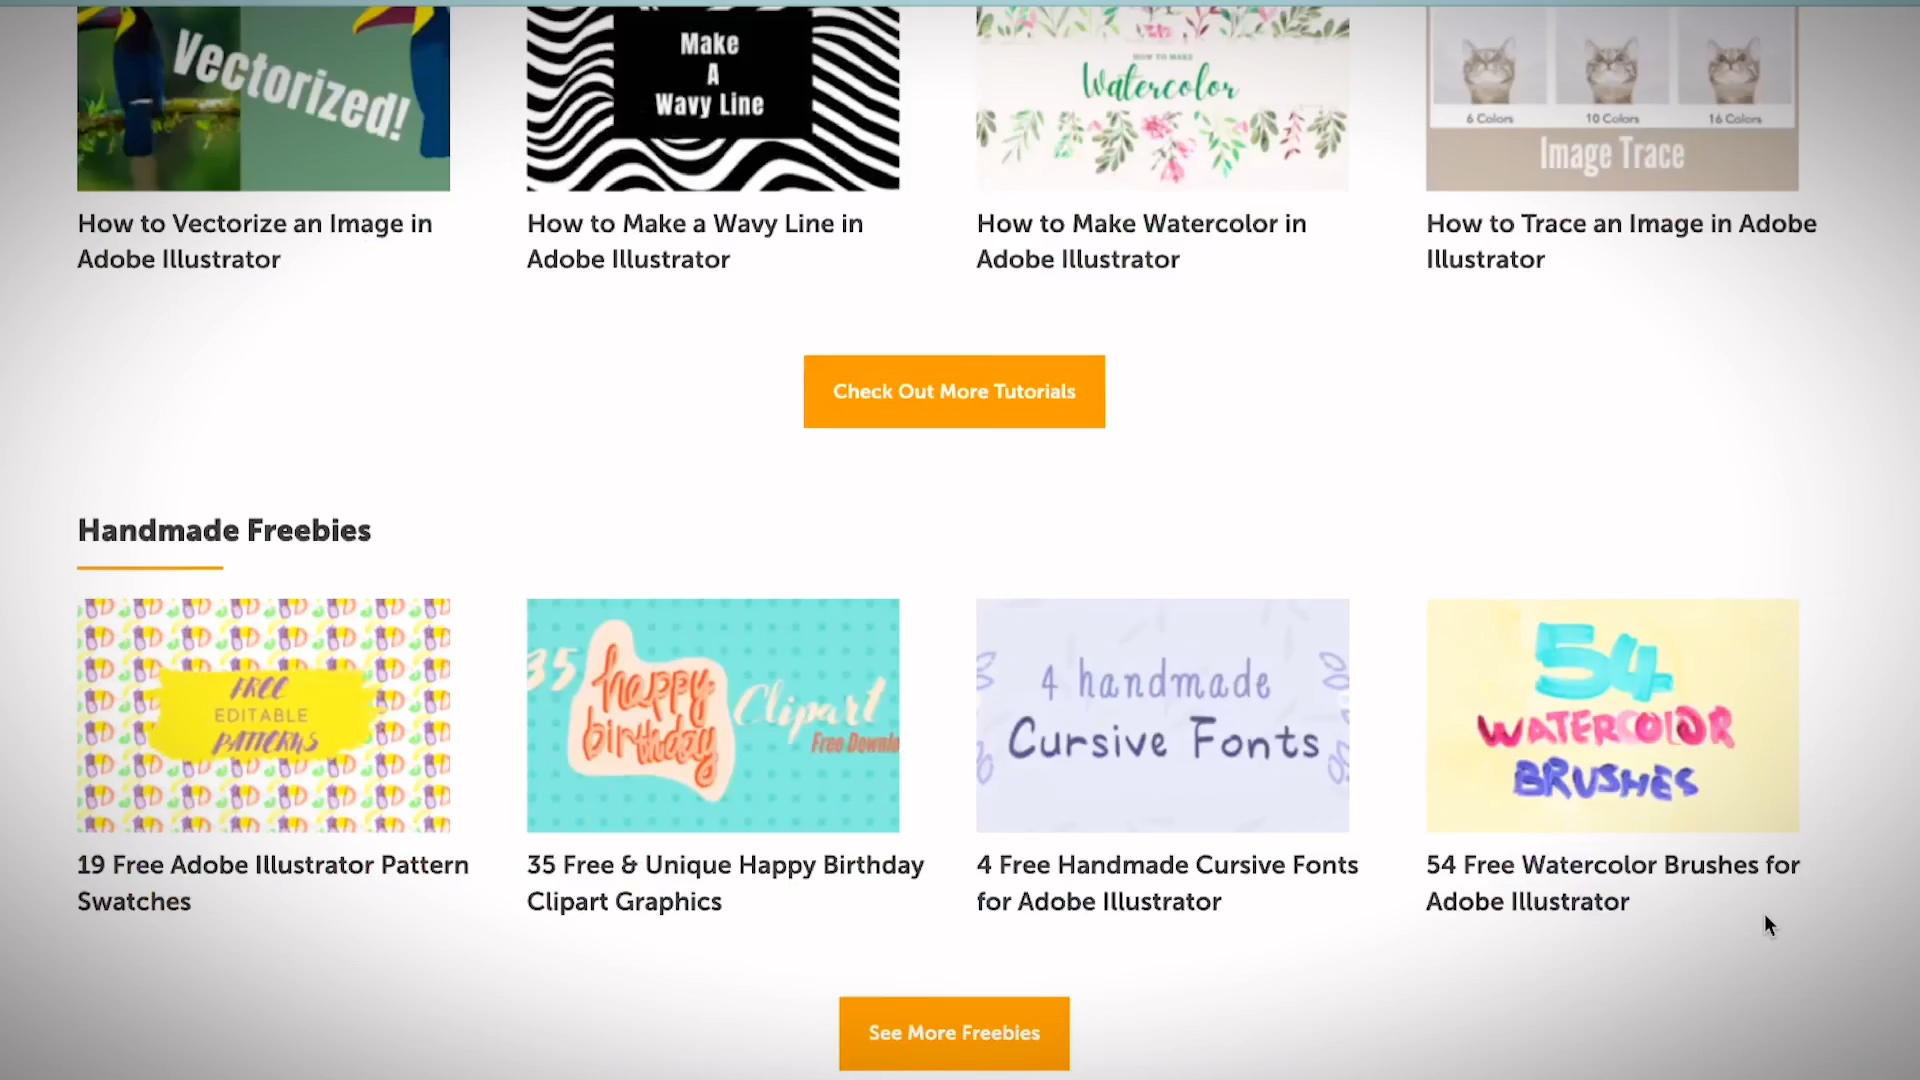 Vectorized!
Make
A
Wavy Line
HOW TO MAKE
Watercolor
6 Colors
10 Colors
16 Colors
Image Trace
How to Vectorize an Image in
Adobe Illustrator
How to Make a Wavy Line in
Adobe Illustrator
How to Make Watercolor in
Adobe Illustrator
How to Trace an Image in Adobe
Illustrator
Check Out More Tutorials
Handmade Freebies
FREE
EDITABLE
PATTERNS
35
happy
birthday
Clipart
Free Downlo
4 handmade
Cursive Fonts
54
WATERCOLOR
BRUSHES
19 Free Adobe Illustrator Pattern
Swatches
35 Free & Unique Happy Birthday
Clipart Graphics
4 Free Handmade Cursive Fonts
for Adobe Illustrator
54 Free Watercolor Brushes for
Adobe Illustrator
See More Freebies